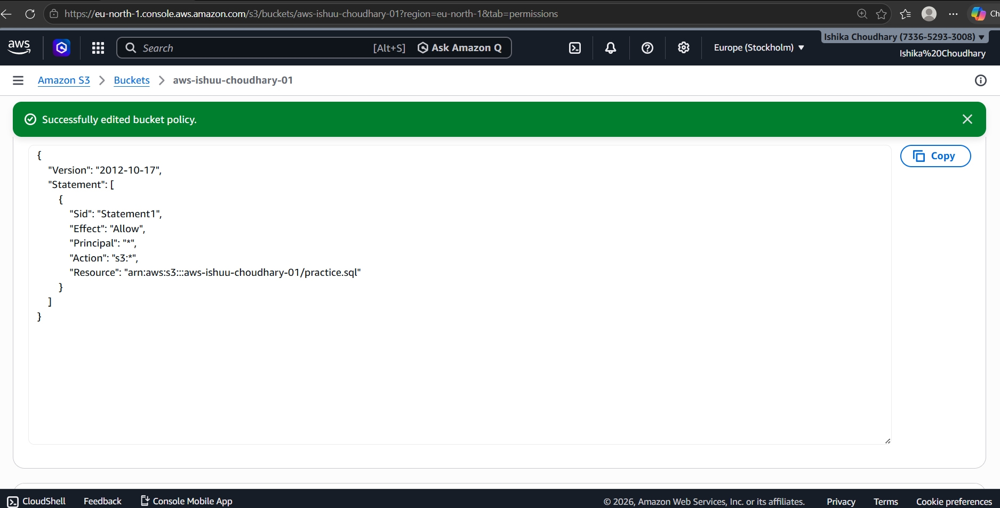 https://eu-north-1.console.aws.amazon.com/s3/buckets/aws-ishuu-choudhary-01?region=eu-north-1&tab=permissions
Ch
aws
Search
[Alt+S]
Ask Amazon Q
Europe (Stockholm)
Ishika Choudhary (7336-5293-3008)
Ishika%20Choudhary
Amazon S3
Buckets
aws-ishuu-choudhary-01
Successfully edited bucket policy.
{
"Version": "2012-10-17",
"Statement": [
{
"Sid": "Statement1",
"Effect": "Allow",
"Principal": "*",
"Action": "s3:*",
"Resource": "arn:aws:s3:::aws-ishuu-choudhary-01/practice.sql"
}
]
}
Copy
CloudShell
Feedback
Console Mobile App
© 2026, Amazon Web Services, Inc. or its affiliates.
Privacy
Terms
Cookie preferences